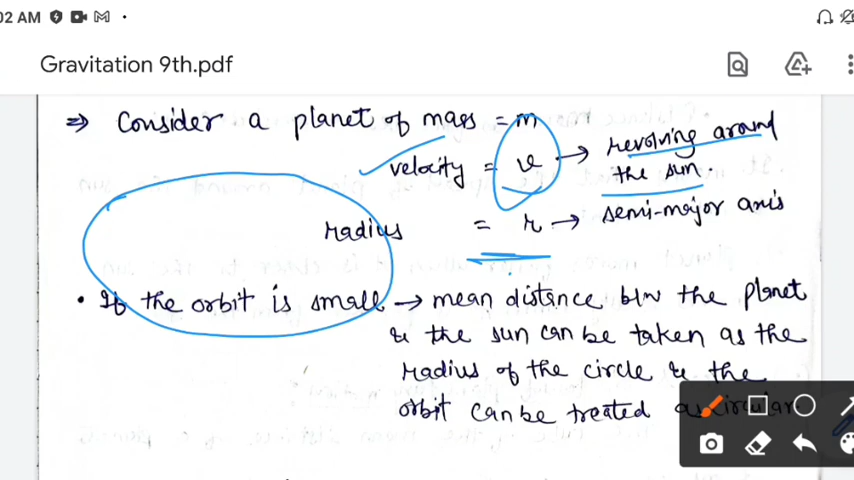 02 AM
Gravitation 9th.pdf
⇒ Consider a planet of mass = m
velocity = v → revolving around
the sun.
radius = r → semi-major axis
• If the orbit is small → mean distance b/w the planet
& the sun can be taken as the
radius of the circle & the
orbit can be treated as circular